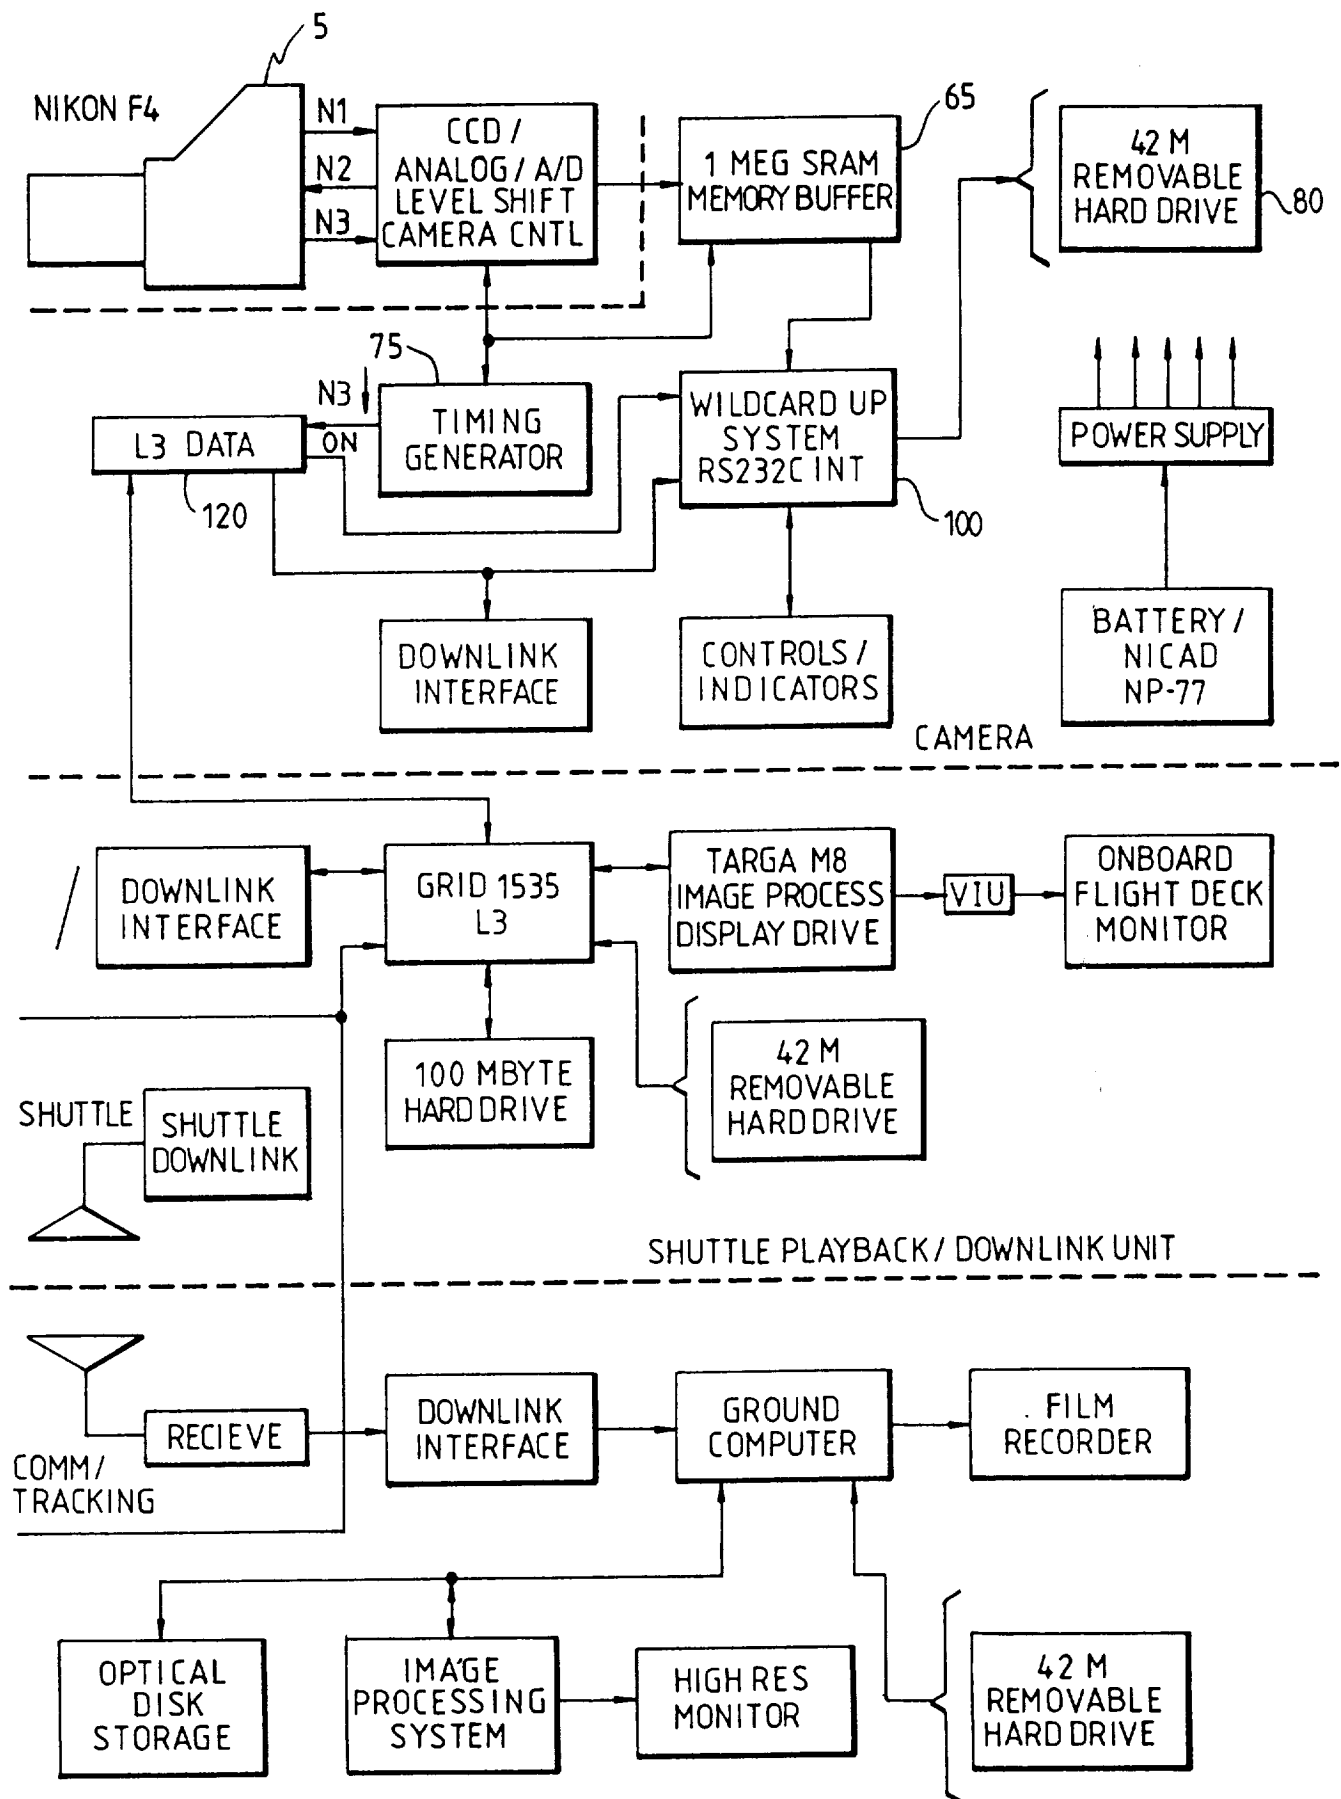 5
NIKON F4
N1
N2
N3
CCD /
ANALOG / A/D
LEVEL SHIFT
CAMERA CNTL
65
1 MEG SRAM
MEMORY BUFFER
42 M
REMOVABLE
HARD DRIVE
80
75
N3
ON
L3 DATA
120
TIMING
GENERATOR
WILDCARD UP
SYSTEM
RS232C INT
100
POWER SUPPLY
DOWNLINK
INTERFACE
CONTROLS /
INDICATORS
BATTERY /
NICAD
NP-77
CAMERA
/
DOWNLINK
INTERFACE
GRID 1535
L3
TARGA M8
IMAGE PROCESS
DISPLAY DRIVE
VIU
ONBOARD
FLIGHT DECK
MONITOR
100 MBYTE
HARD DRIVE
42 M
REMOVABLE
HARD DRIVE
SHUTTLE
SHUTTLE
DOWNLINK
SHUTTLE PLAYBACK / DOWNLINK UNIT
RECIEVE
COMM /
TRACKING
DOWNLINK
INTERFACE
GROUND
COMPUTER
FILM
RECORDER
OPTICAL
DISK
STORAGE
IMAGE
PROCESSING
SYSTEM
HIGH RES
MONITOR
42 M
REMOVABLE
HARD DRIVE